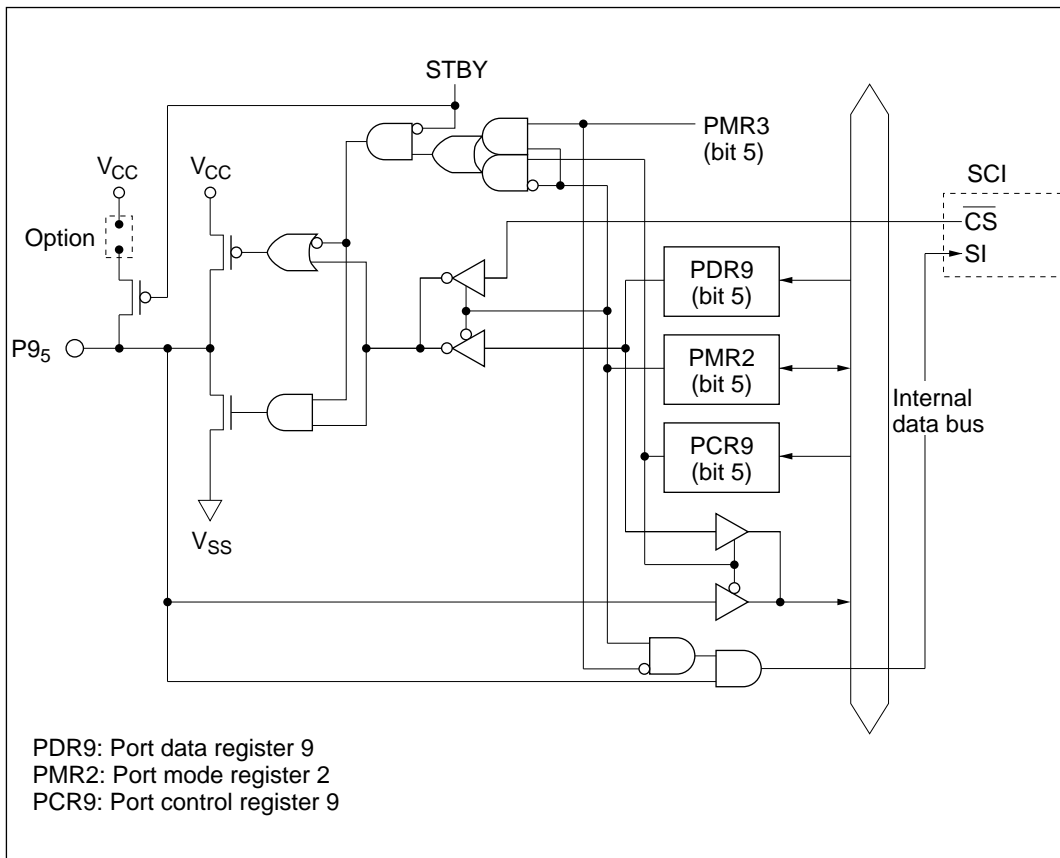 STBY
PMR3
(bit 5)
VCC
VCC
SCI
Option
CS
SI
PDR9
(bit 5)
P95
PMR2
(bit 5)
Internal
data bus
PCR9
(bit 5)
VSS
PDR9: Port data register 9
PMR2: Port mode register 2
PCR9: Port control register 9